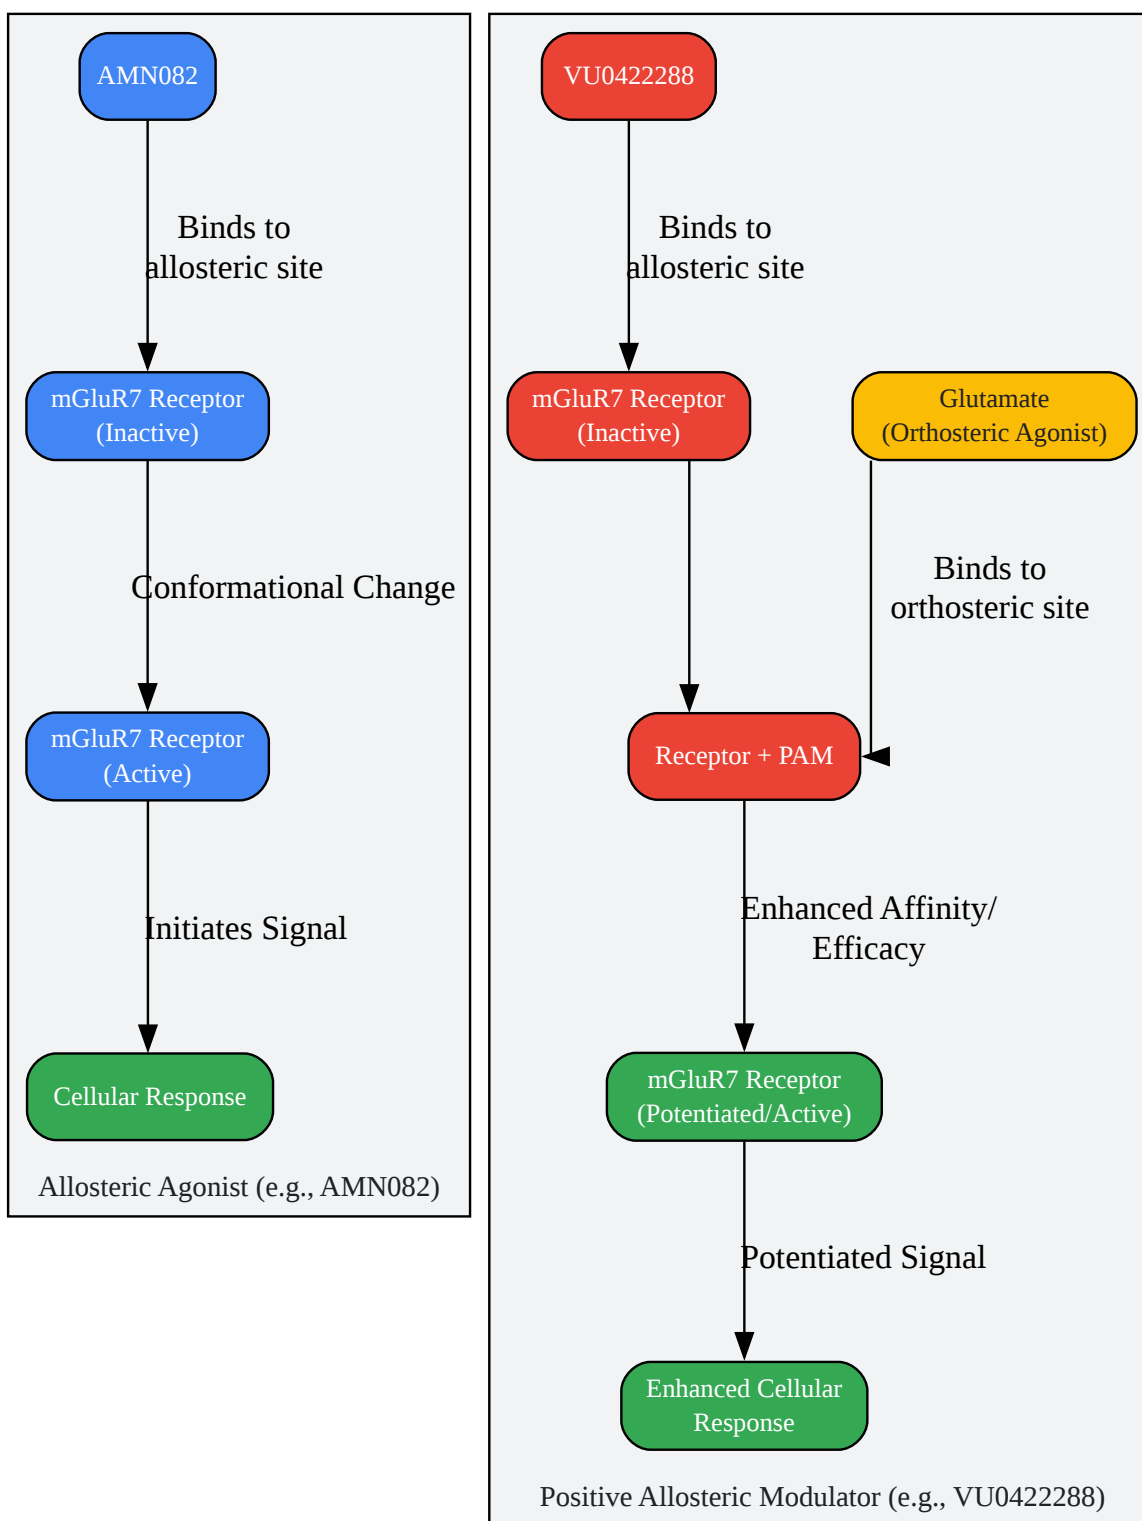 AMN082
Binds to
allosteric site
mGluR7 Receptor
(Inactive)
Conformational Change
mGluR7 Receptor
(Active)
Initiates Signal
Cellular Response
Allosteric Agonist (e.g., AMN082)
VU0422288
Binds to
allosteric site
mGluR7 Receptor
(Inactive)
Glutamate
(Orthosteric Agonist)
Binds to
orthosteric site
Receptor + PAM
Enhanced Affinity/
Efficacy
mGluR7 Receptor
(Potentiated/Active)
Potentiated Signal
Enhanced Cellular
Response
Positive Allosteric Modulator (e.g., VU0422288)